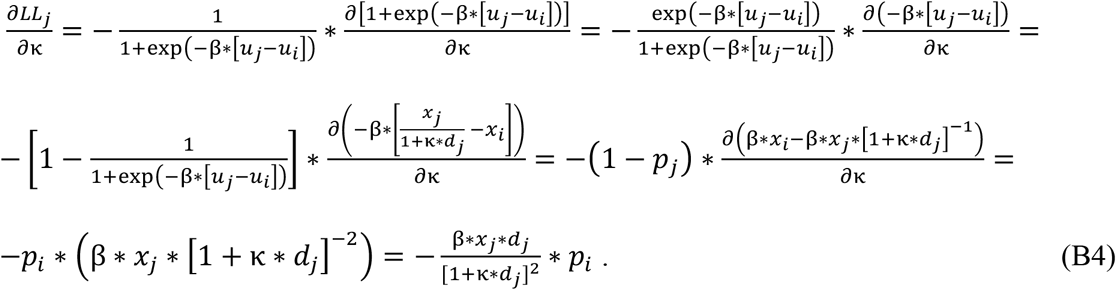 ∂LL_j/∂κ = −1/(1+exp(−β∗[u_j−u_i])) ∗ ∂[1+exp(−β∗[u_j−u_i])]/∂κ = −exp(−β∗[u_j−u_i])/(1+exp(−β∗[u_j−u_i])) ∗ ∂(−β∗[u_j−u_i])/∂κ =
−[1 − 1/(1+exp(−β∗[u_j−u_i]))] ∗ ∂(−β∗[x_j/(1+κ∗d_j)−x_i])/∂κ = −(1 − p_j) ∗ ∂(β∗x_i−β∗x_j∗[1+κ∗d_j]^−1)/∂κ =
−p_i ∗ (β ∗ x_j ∗ [1 + κ ∗ d_j]^−2) = −β∗x_j∗d_j/[1+κ∗d_j]^2 ∗ p_i . (B4)